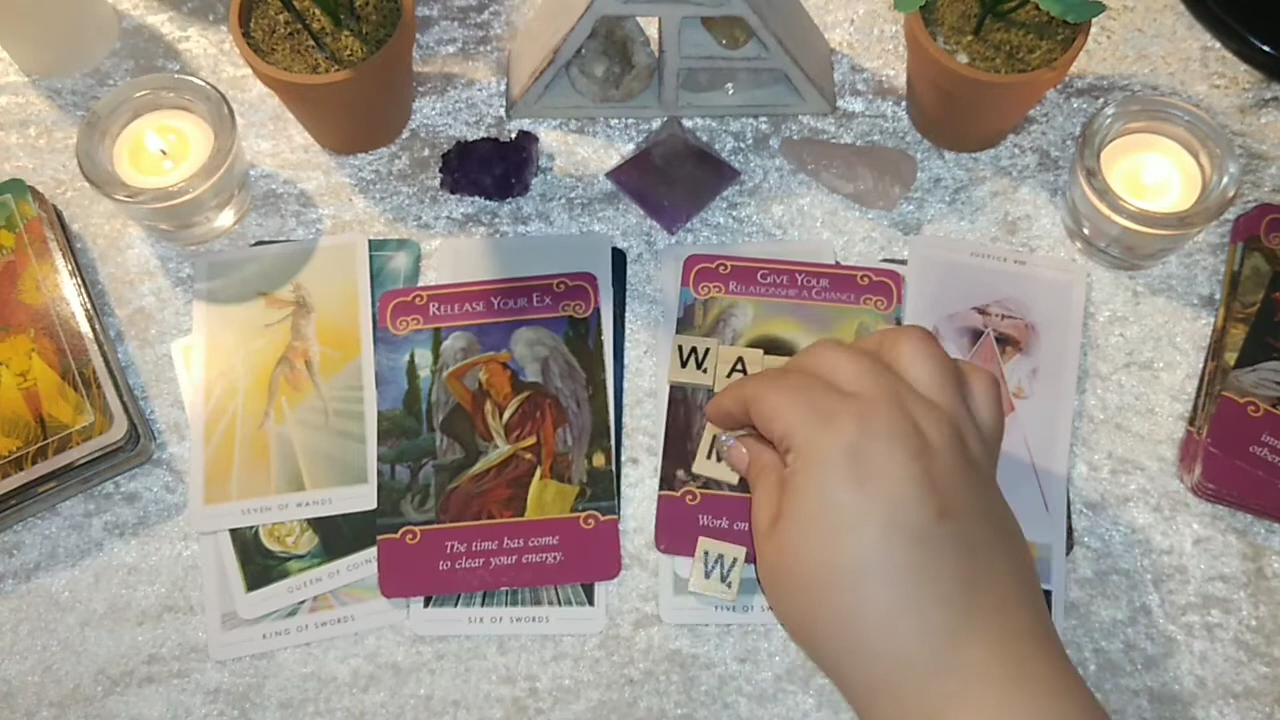 JUSTICE VIII
RELEASE YOUR EX
GIVE YOUR
RELATIONSHIP A CHANCE
W A
SEVEN OF WANDS
Work on
The time has come
to clear your energy.
W
QUEEN OF COINS
KING OF SWORDS
SIX OF SWORDS
FIVE OF SW